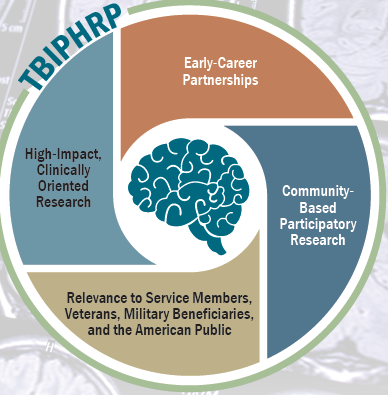 TBIPHRP
Early-Career
Partnerships
High-Impact,
Clinically
Oriented
Research
Community-
Based
Participatory
Research
Relevance to Service Members,
Veterans, Military Beneficiaries,
and the American Public